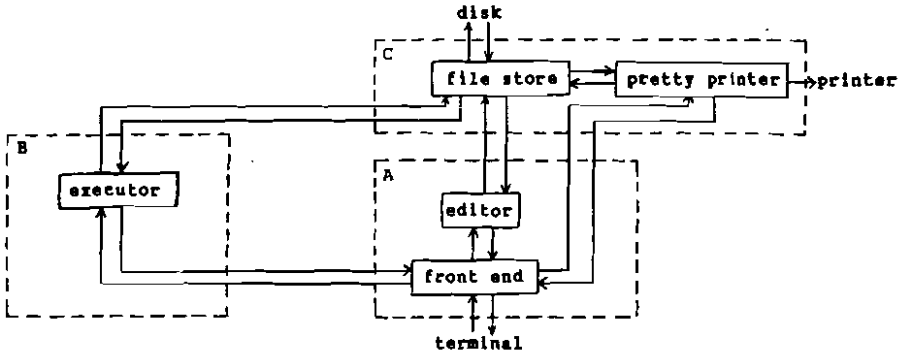 disk
C
file store
pretty printer
printer
B
executor
A
editor
front end
terminal